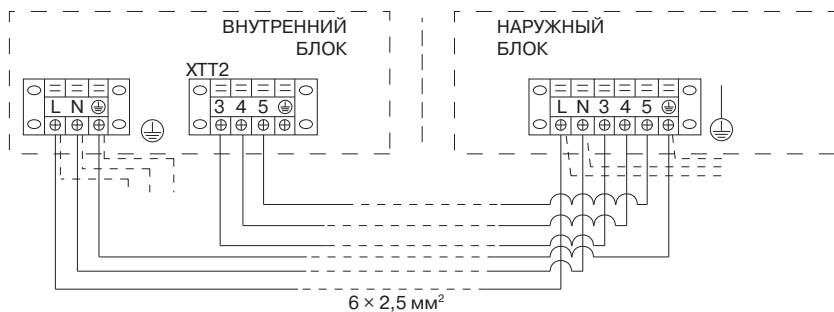 ВНУТРЕННИЙ
БЛОК
НАРУЖНЫЙ
БЛОК
XTT2
L N
3 4 5
L N 3 4 5
6 × 2,5 мм²